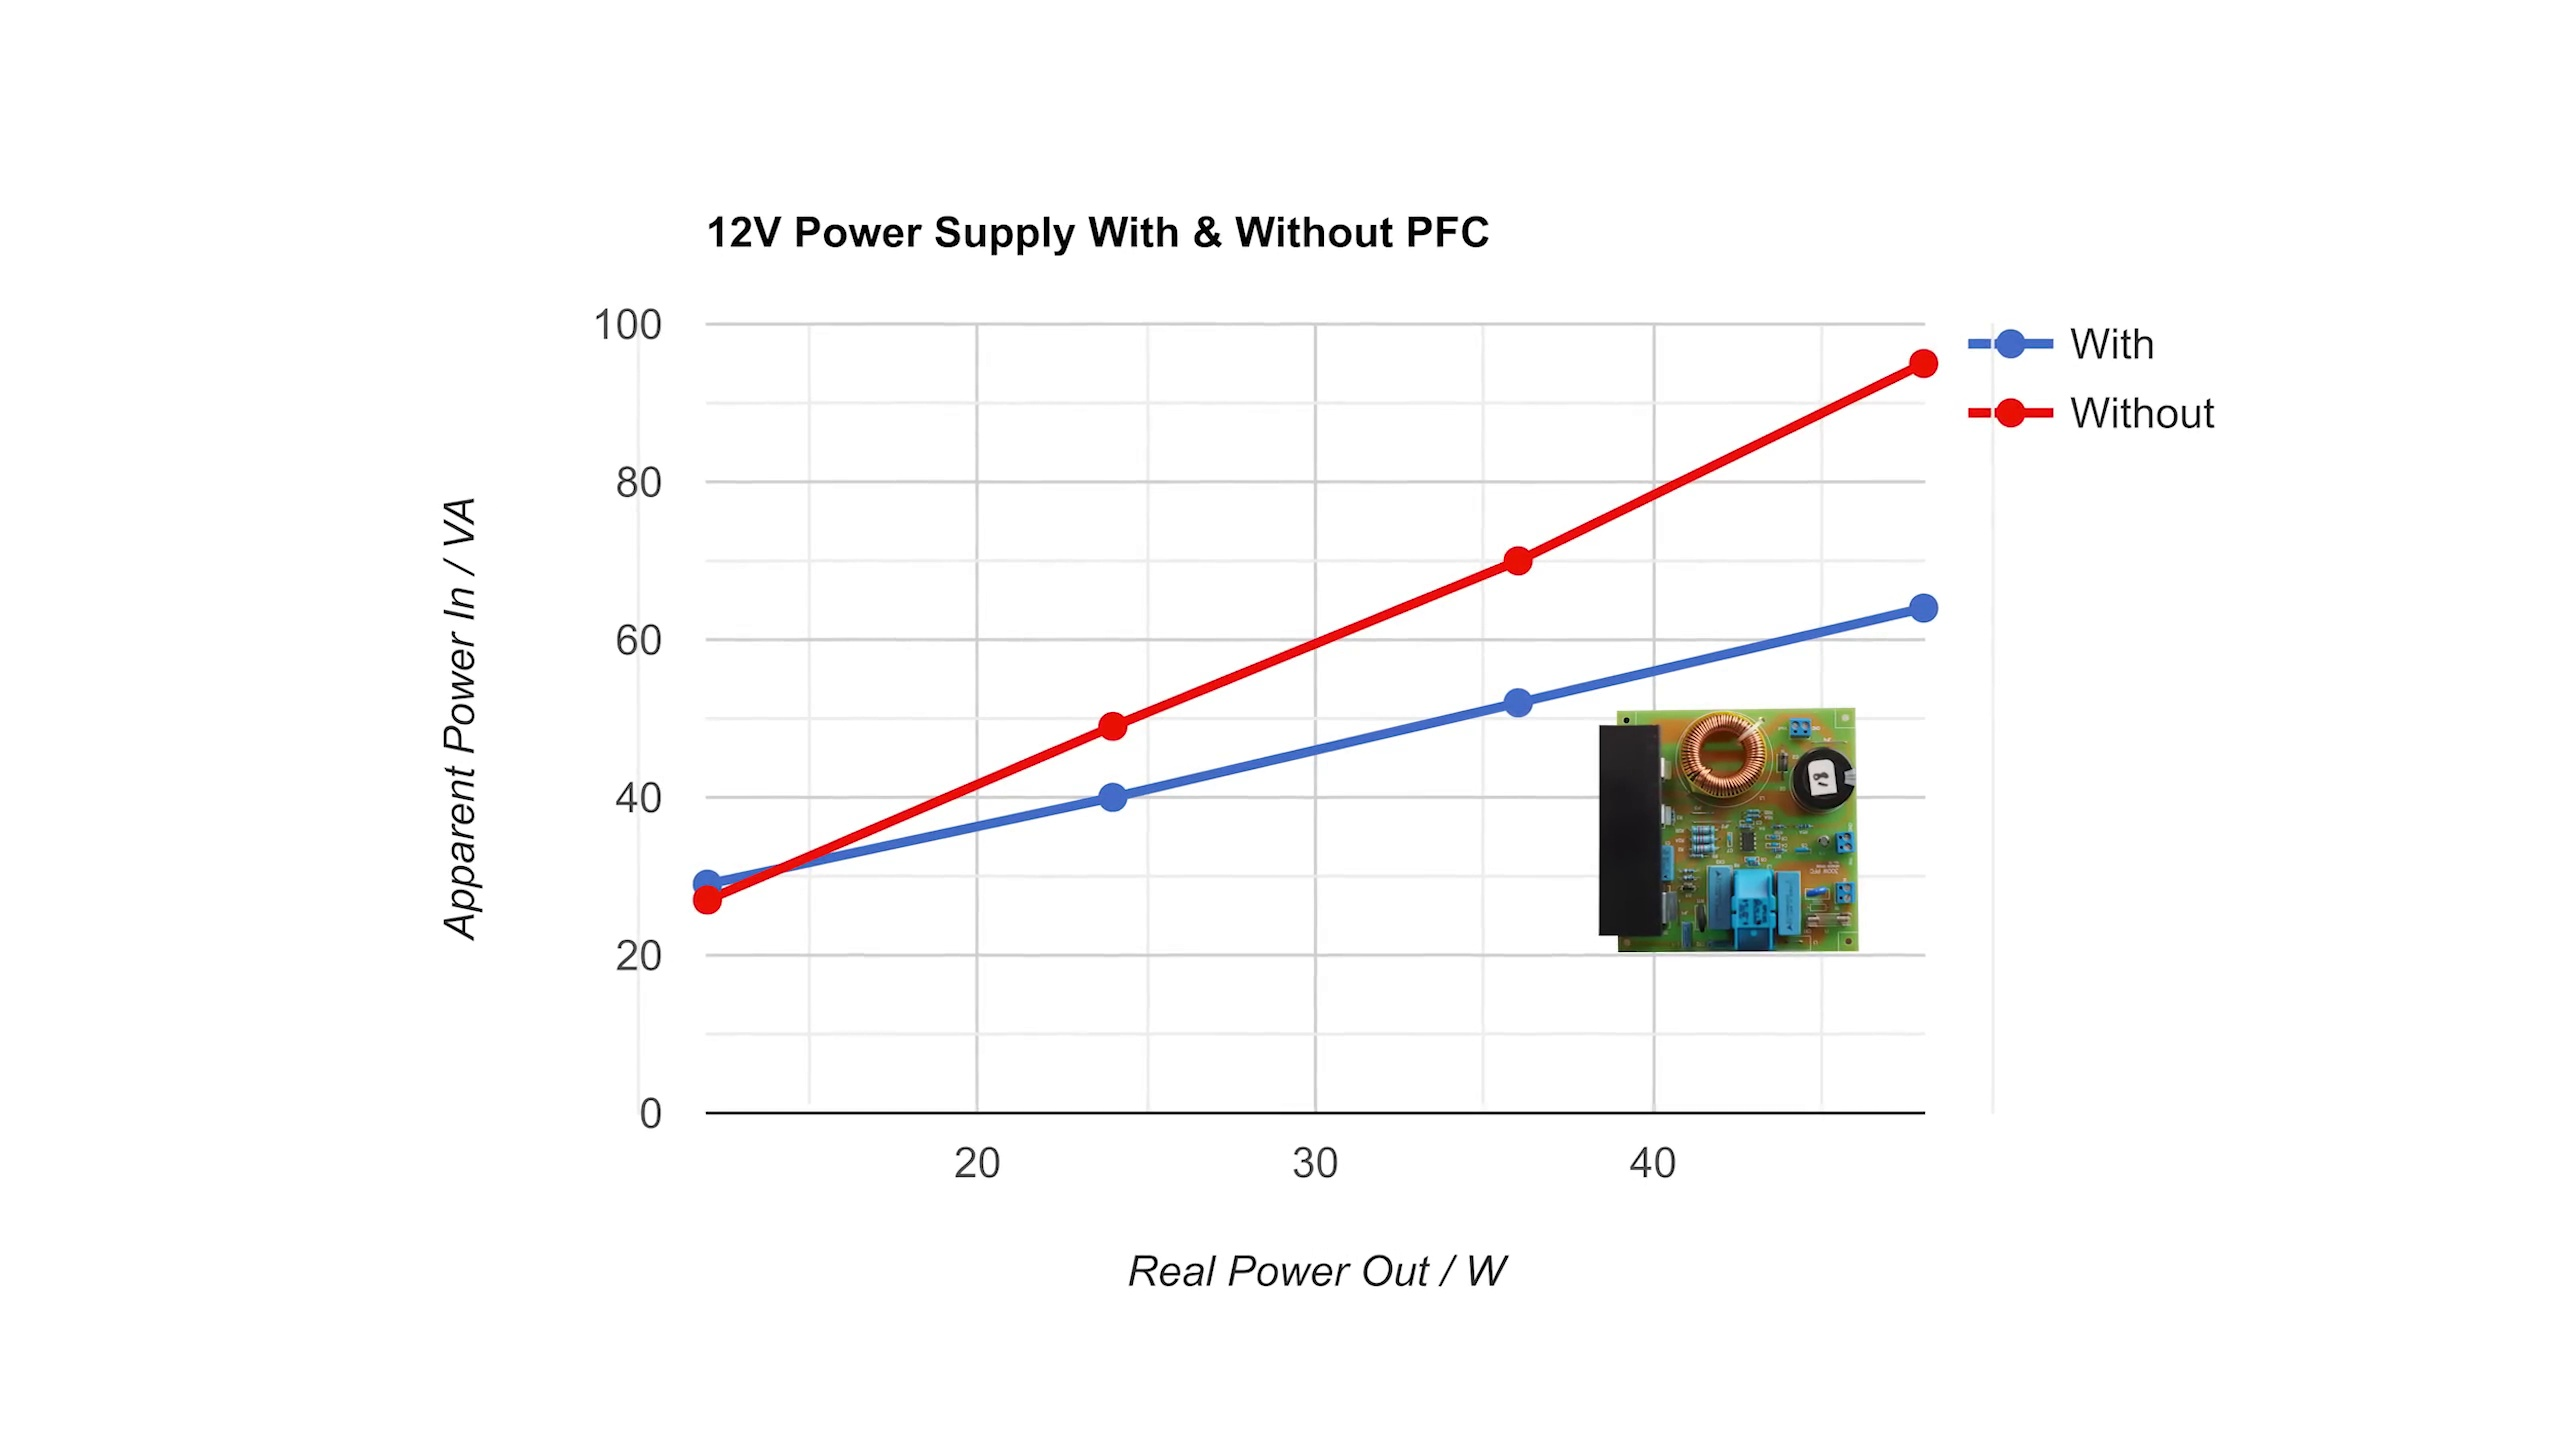 12V Power Supply With & Without PFC
100
80
60
40
20
0
Apparent Power In / VA
20 30 40
Real Power Out / W
With
Without